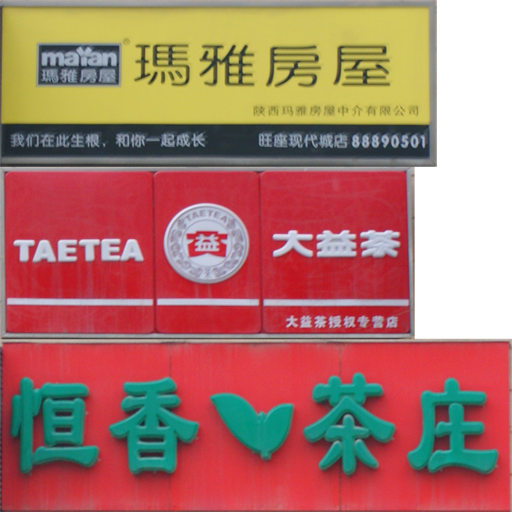 mayan
瑪雅房屋
瑪雅房屋
陕西玛雅房屋中介有限公司
我们在此生根，和你一起成长 旺座现代城店 88890501
TAETEA
TAETEA
益
大益茶
大益茶授权专营店
恒香茶庄